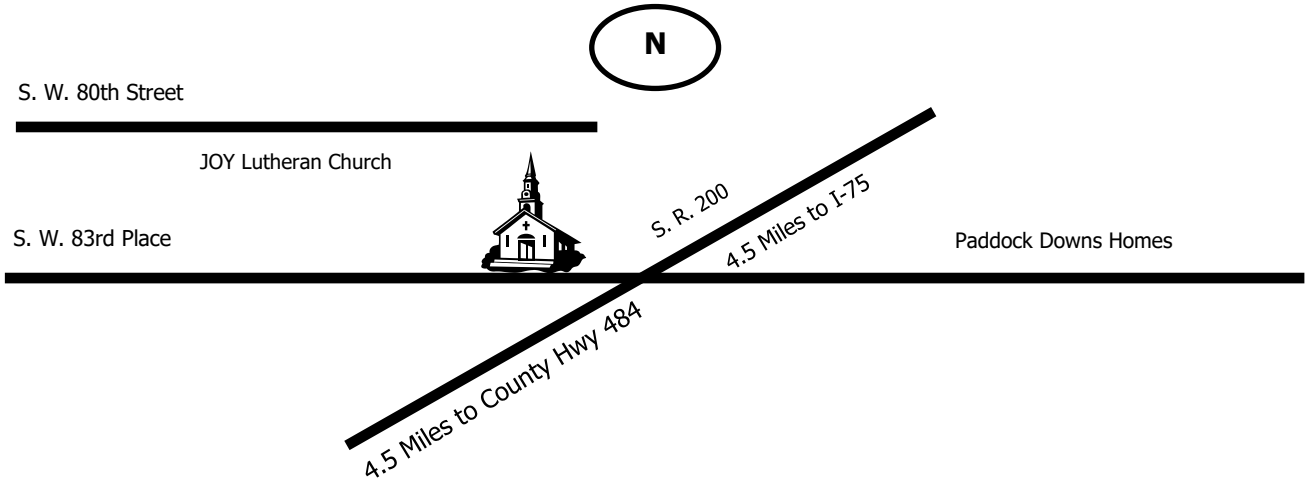 N
S. W. 80th Street
JOY Lutheran Church
S. R. 200
4.5 Miles to I-75
S. W. 83rd Place
Paddock Downs Homes
4.5 Miles to County Hwy 484